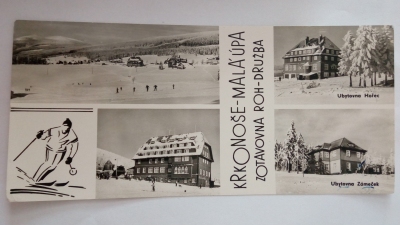 KRKONOŠE-MALÁ ÚPA
ZOTAVOVNA ROH-DRUŽBA
Ubytovna Hořec
Ubytovna Zámeček